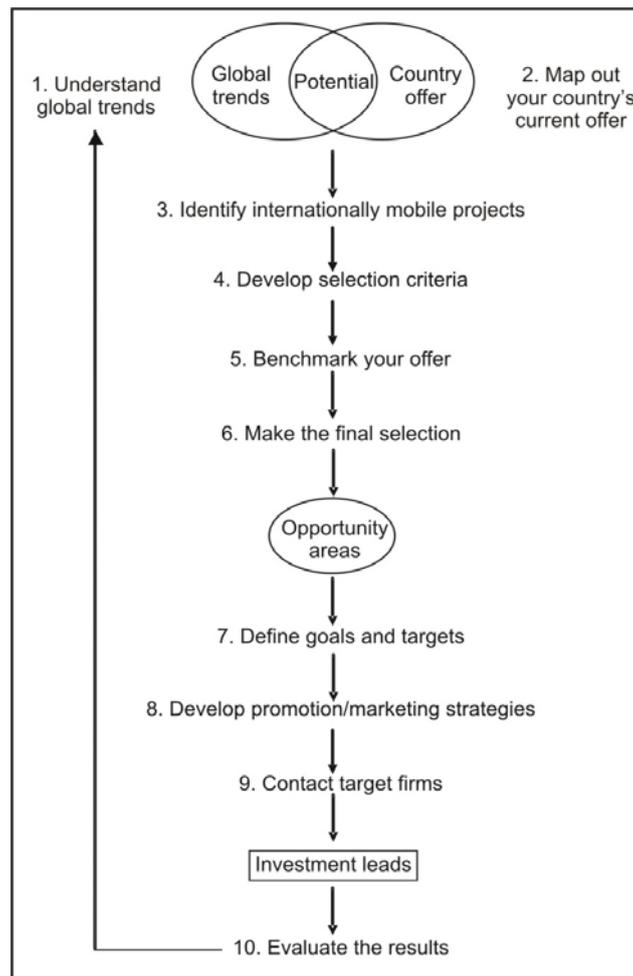 1. Understand
global trends
Global
trends
Potential
Country
offer
2. Map out
your country's
current offer
3. Identify internationally mobile projects
4. Develop selection criteria
5. Benchmark your offer
6. Make the final selection
Opportunity
areas
7. Define goals and targets
8. Develop promotion/marketing strategies
9. Contact target firms
Investment leads
10. Evaluate the results